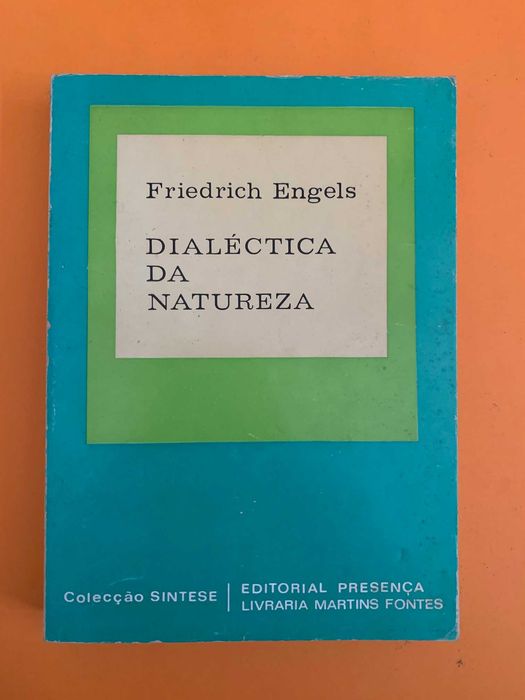 Friedrich Engels
DIALÉCTICA
DA
NATUREZA
Colecção SINTESE
EDITORIAL PRESENÇA
LIVRARIA MARTINS FONTES